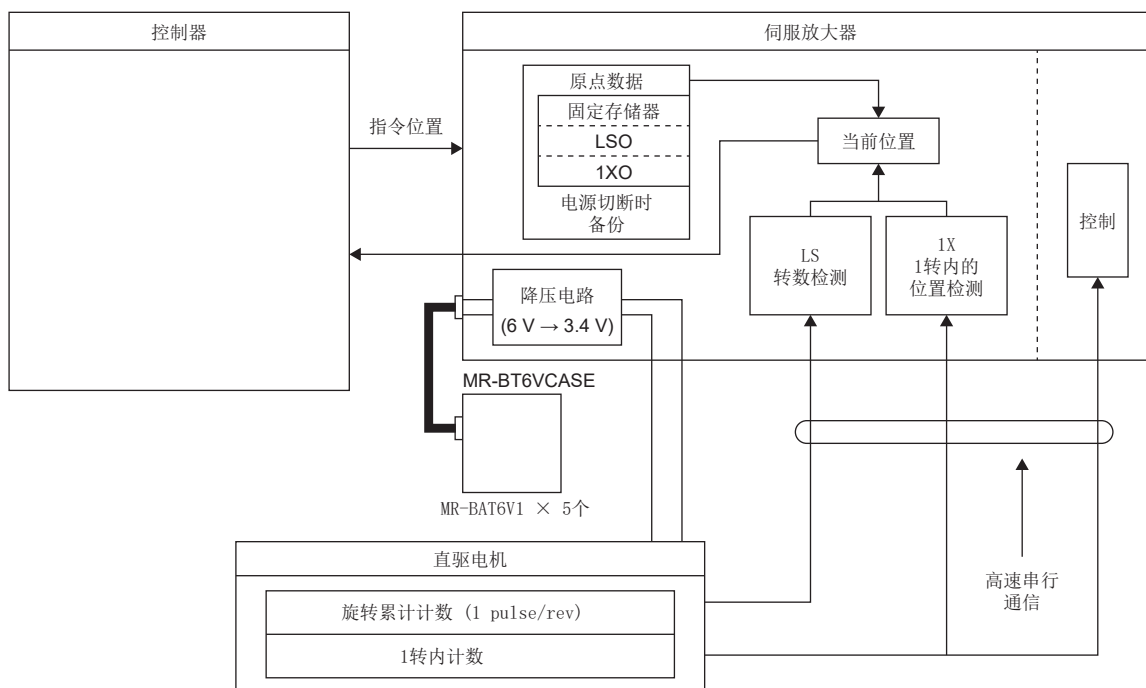 控制器
伺服放大器
原点数据
固定存储器
LSO
1XO
电源切断时
备份
指令位置
当前位置
控制
LS
转数检测
1X
1转内的
位置检测
降压电路
(6 V → 3.4 V)
MR-BT6VCASE
MR-BAT6V1 × 5个
直驱电机
旋转累计计数 (1 pulse/rev)
1转内计数
高速串行
通信